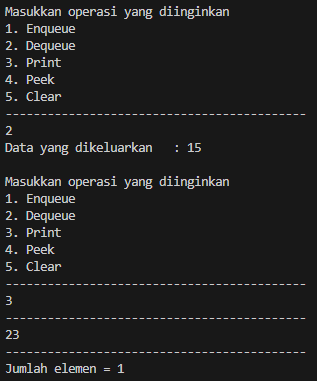 Masukkan operasi yang diinginkan
1. Enqueue
2. Dequeue
3. Print
4. Peek
5. Clear
-------------------------------------------
2
Data yang dikeluarkan   : 15

Masukkan operasi yang diinginkan
1. Enqueue
2. Dequeue
3. Print
4. Peek
5. Clear
-------------------------------------------
3
-------------------------------------------
23
-------------------------------------------
Jumlah elemen = 1